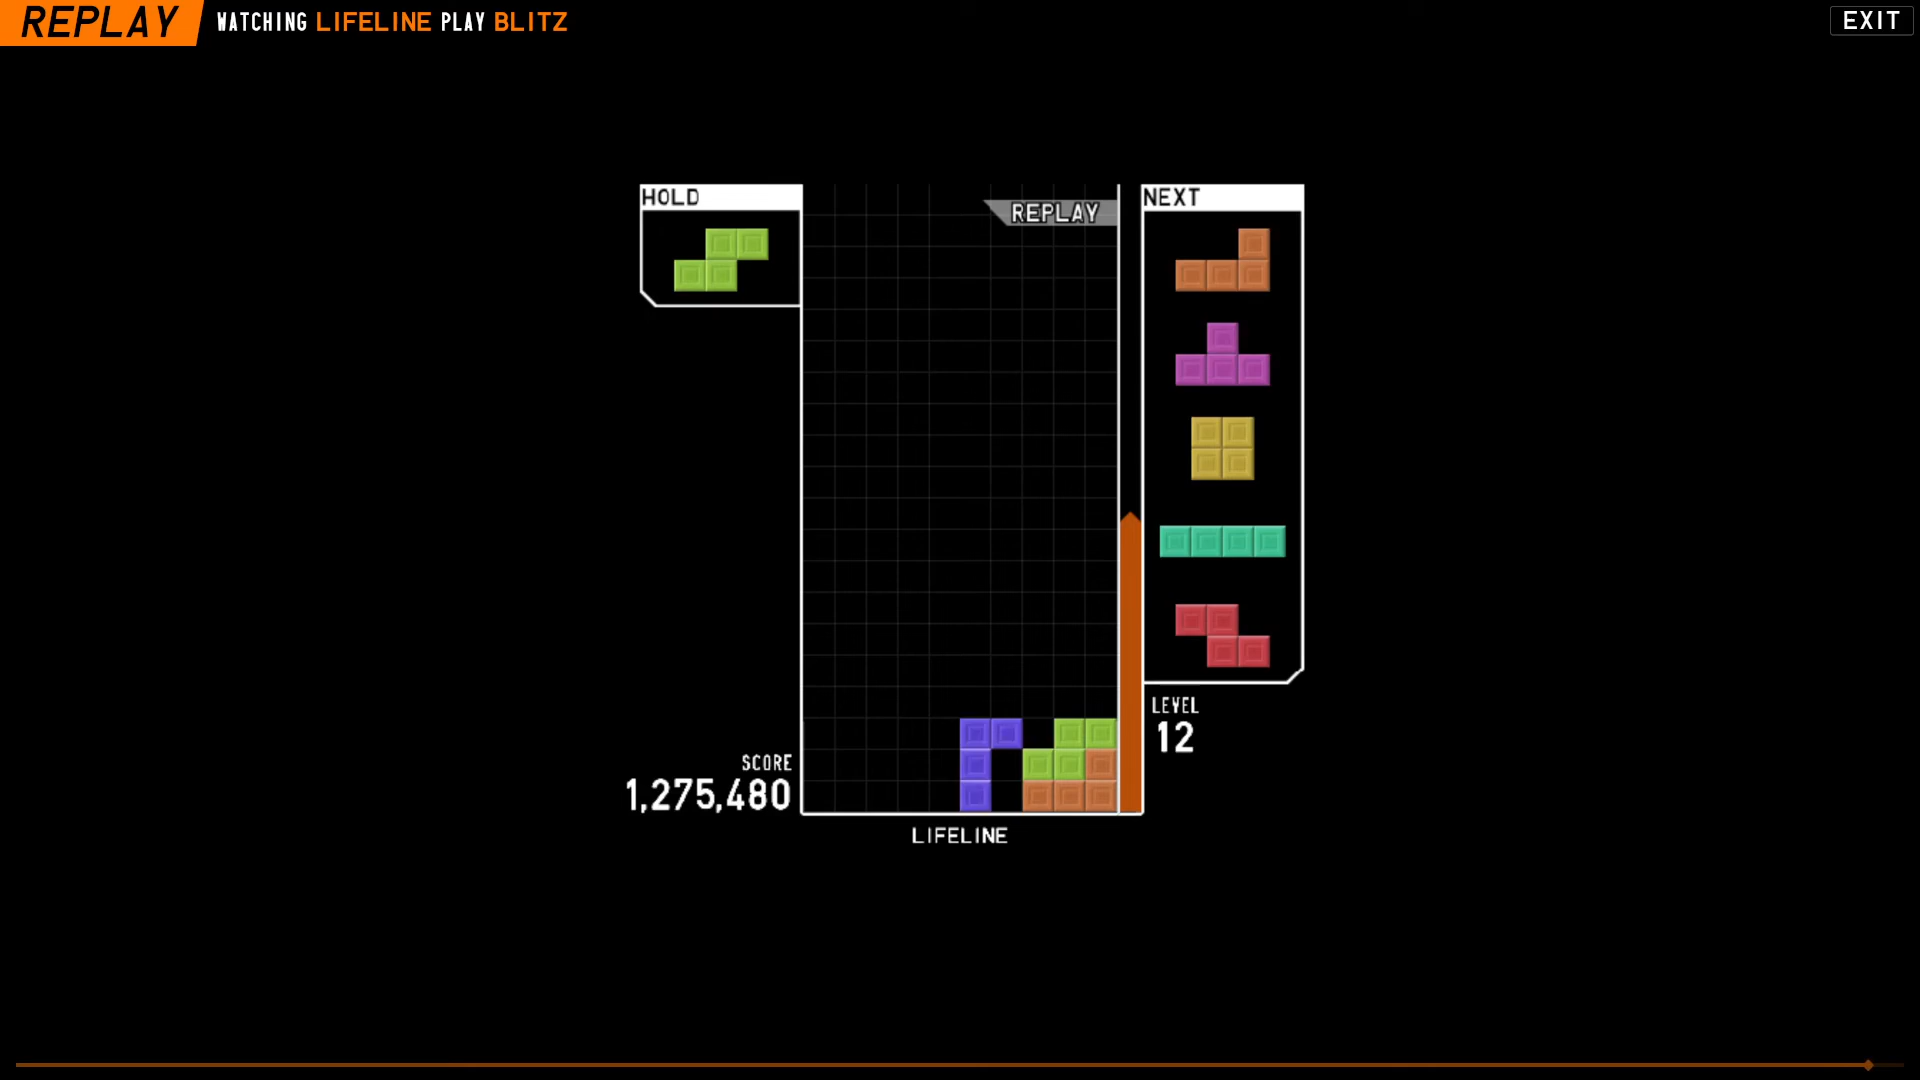 REPLAY WATCHING LIFELINE PLAY BLITZ EXIT
HOLD
REPLAY
NEXT
LEVEL
12
SCORE
1,275,480
LIFELINE